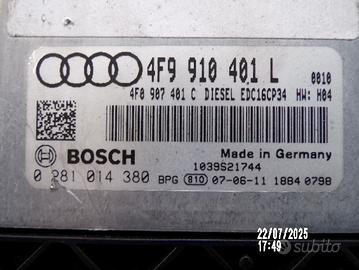 4F9 910 401 L 0010
4F0 907 401 C DIESEL EDC16CP34 HW: H04
BOSCH
Made in Germany
1039S21744
0 281 014 380 BPG 810 07-06-11 1884 0798
22/07/2025
17:49
subito